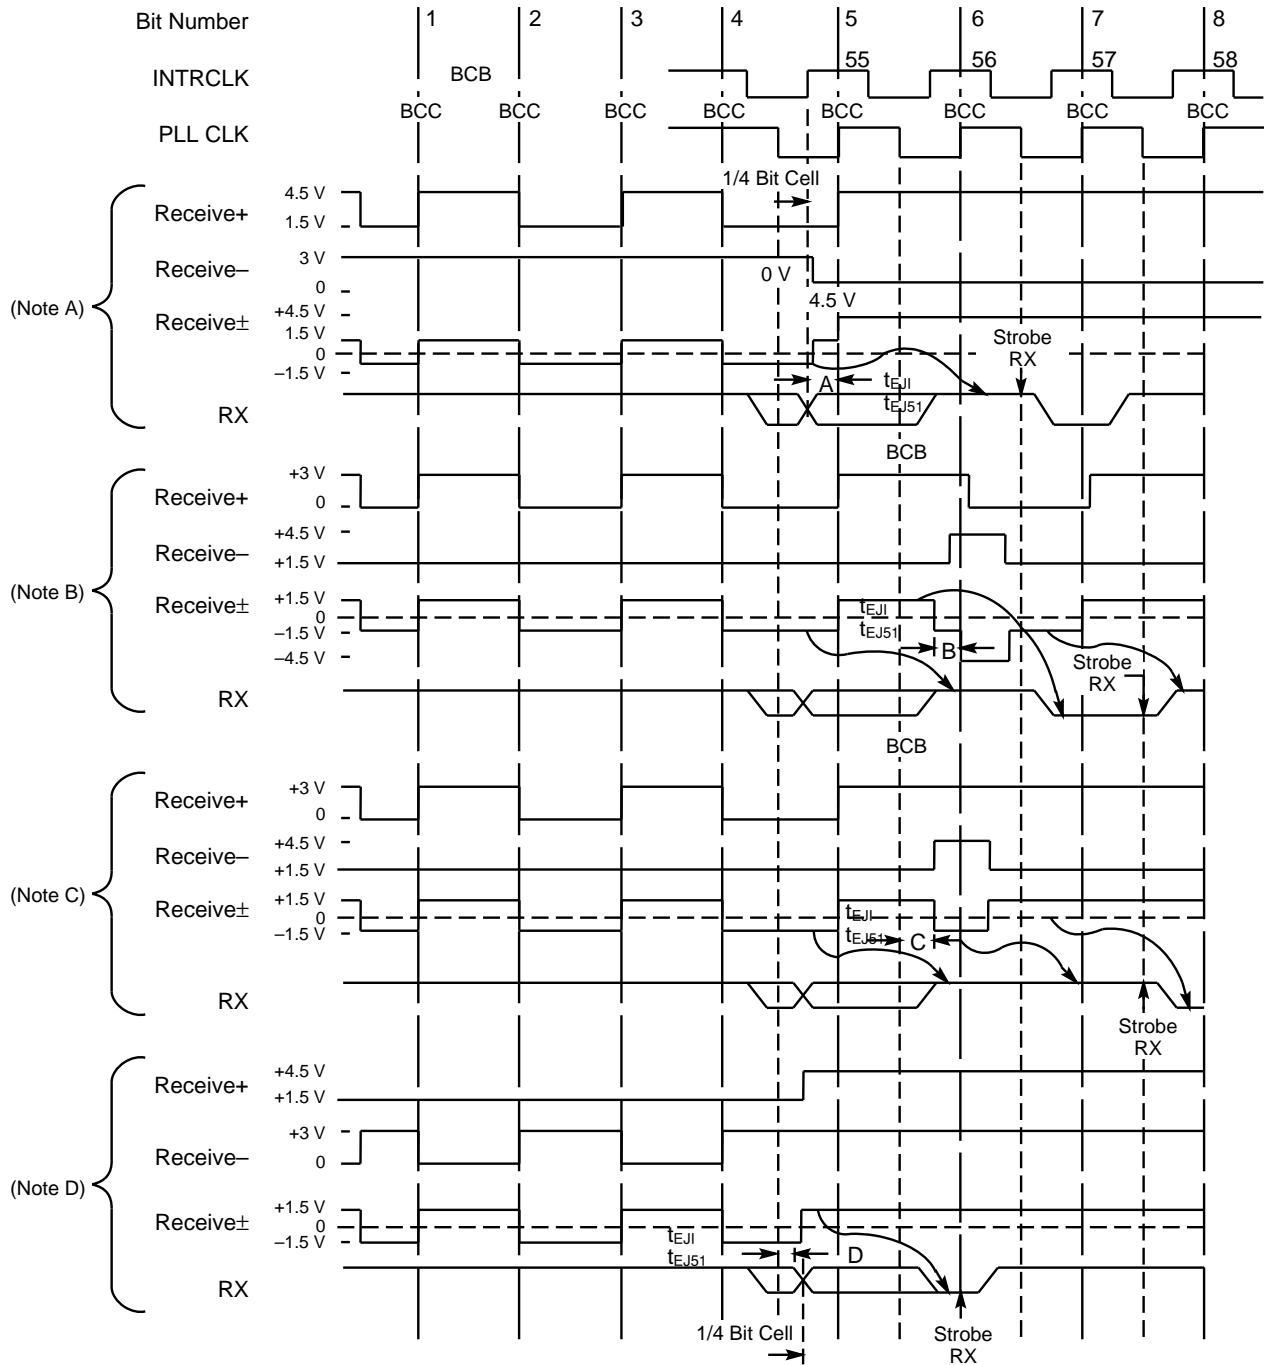 Bit Number 1 2 3 4 5 6 7 8
INTRCLK BCB 55 56 57 58
BCC BCC BCC BCC BCC BCC BCC BCC
PLL CLK
1/4 Bit Cell
(Note A)
Receive+ 4.5 V
1.5 V
Receive– 3 V
0
0 V
4.5 V
Receive± +4.5 V
1.5 V
0
–1.5 V
Strobe
RX
A tEJI
tEJ51
RX
BCB
(Note B)
Receive+ +3 V
0
Receive– +4.5 V
+1.5 V
Receive± +1.5 V
0
–1.5 V
–4.5 V
tEJI
tEJ51
B
Strobe
RX
RX
BCB
(Note C)
Receive+ +3 V
0
Receive– +4.5 V
+1.5 V
Receive± +1.5 V
0
–1.5 V
tEJI
tEJ51
C
RX
Strobe
RX
(Note D)
Receive+ +4.5 V
+1.5 V
Receive– +3 V
0
Receive± +1.5 V
0
–1.5 V
tEJI
tEJ51
D
RX
1/4 Bit Cell
Strobe
RX